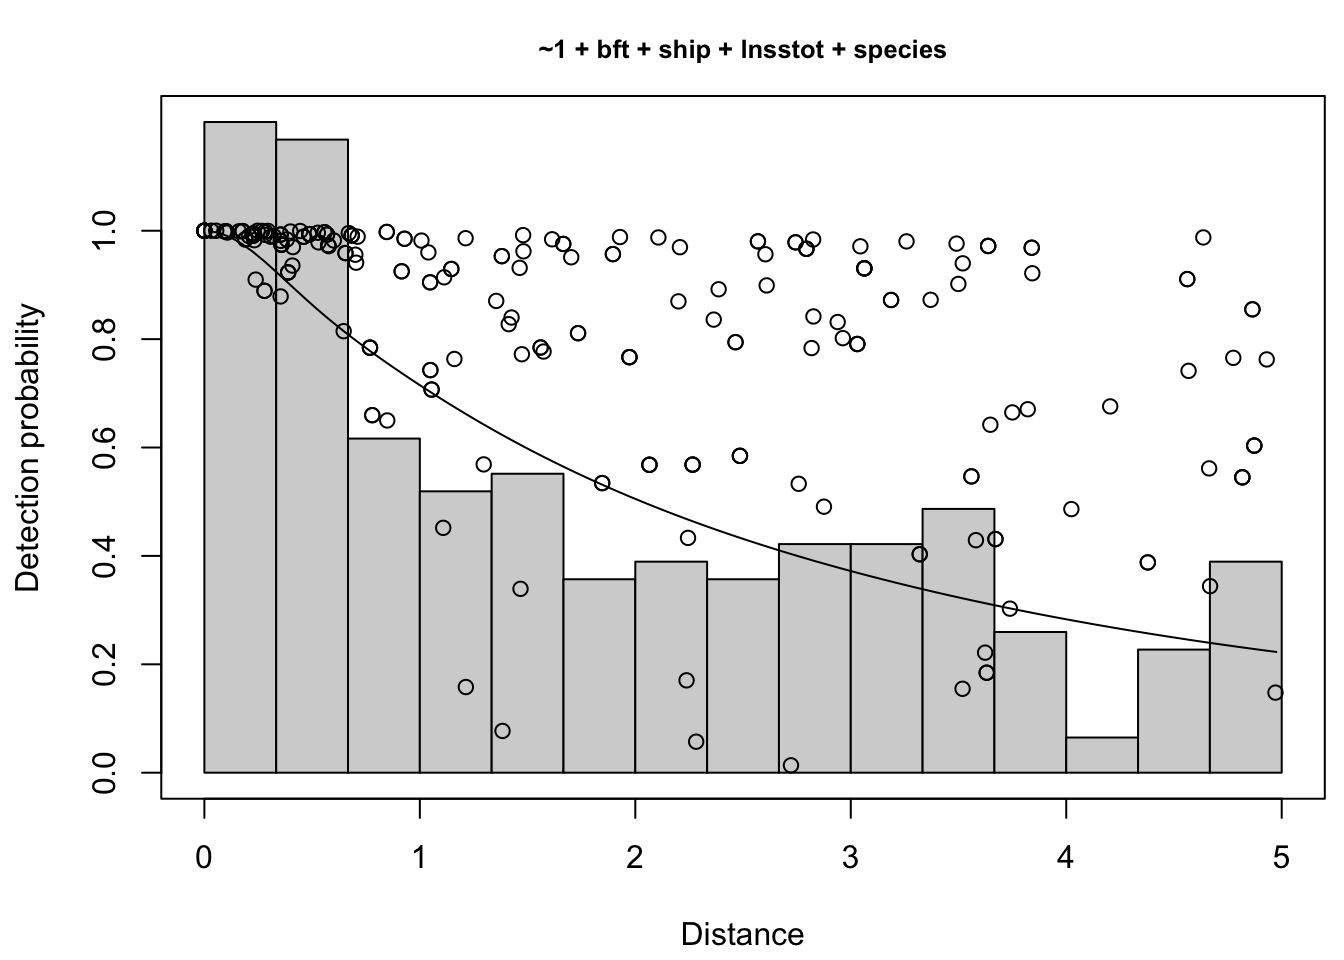 ~1 + bft + ship + lnsstot + species
Detection probability
1.0
0.8
0.6
0.4
0.2
0.0
0 1 2 3 4 5
Distance